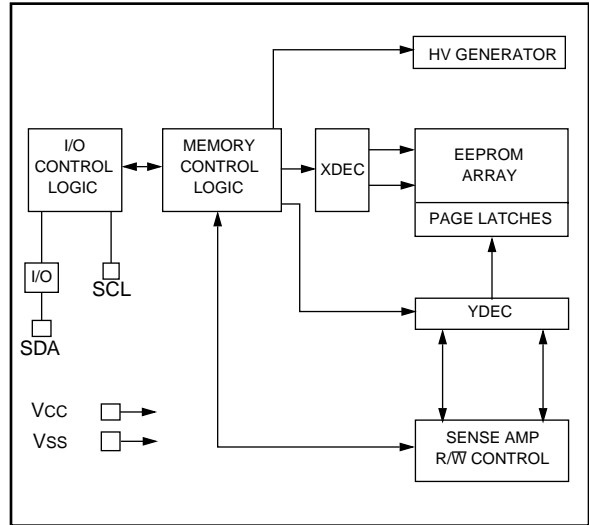 HV GENERATOR
I/O
CONTROL
LOGIC
MEMORY
CONTROL
LOGIC
XDEC
EEPROM
ARRAY
PAGE LATCHES
I/O
SCL
SDA
YDEC
VCC
VSS
SENSE AMP
R/W̅ CONTROL